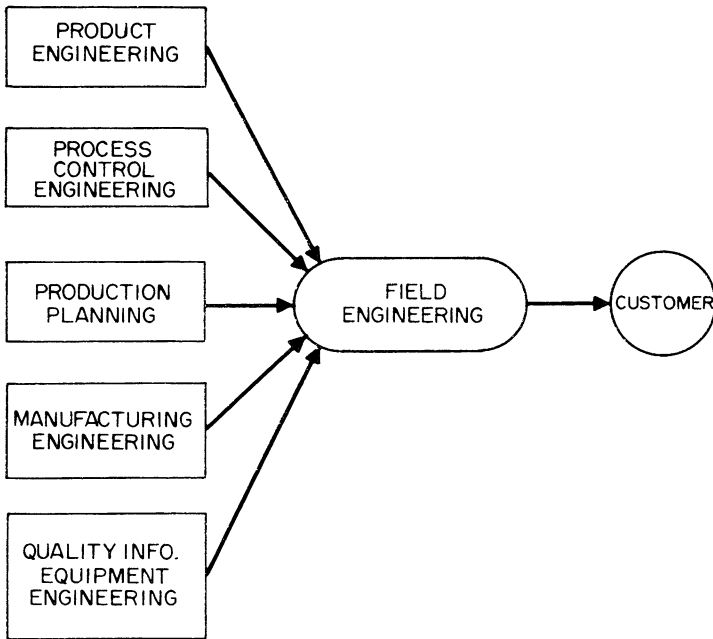 PRODUCT
ENGINEERING
PROCESS
CONTROL
ENGINEERING
PRODUCTION
PLANNING
MANUFACTURING
ENGINEERING
QUALITY INFO.
EQUIPMENT
ENGINEERING
FIELD
ENGINEERING
CUSTOMER